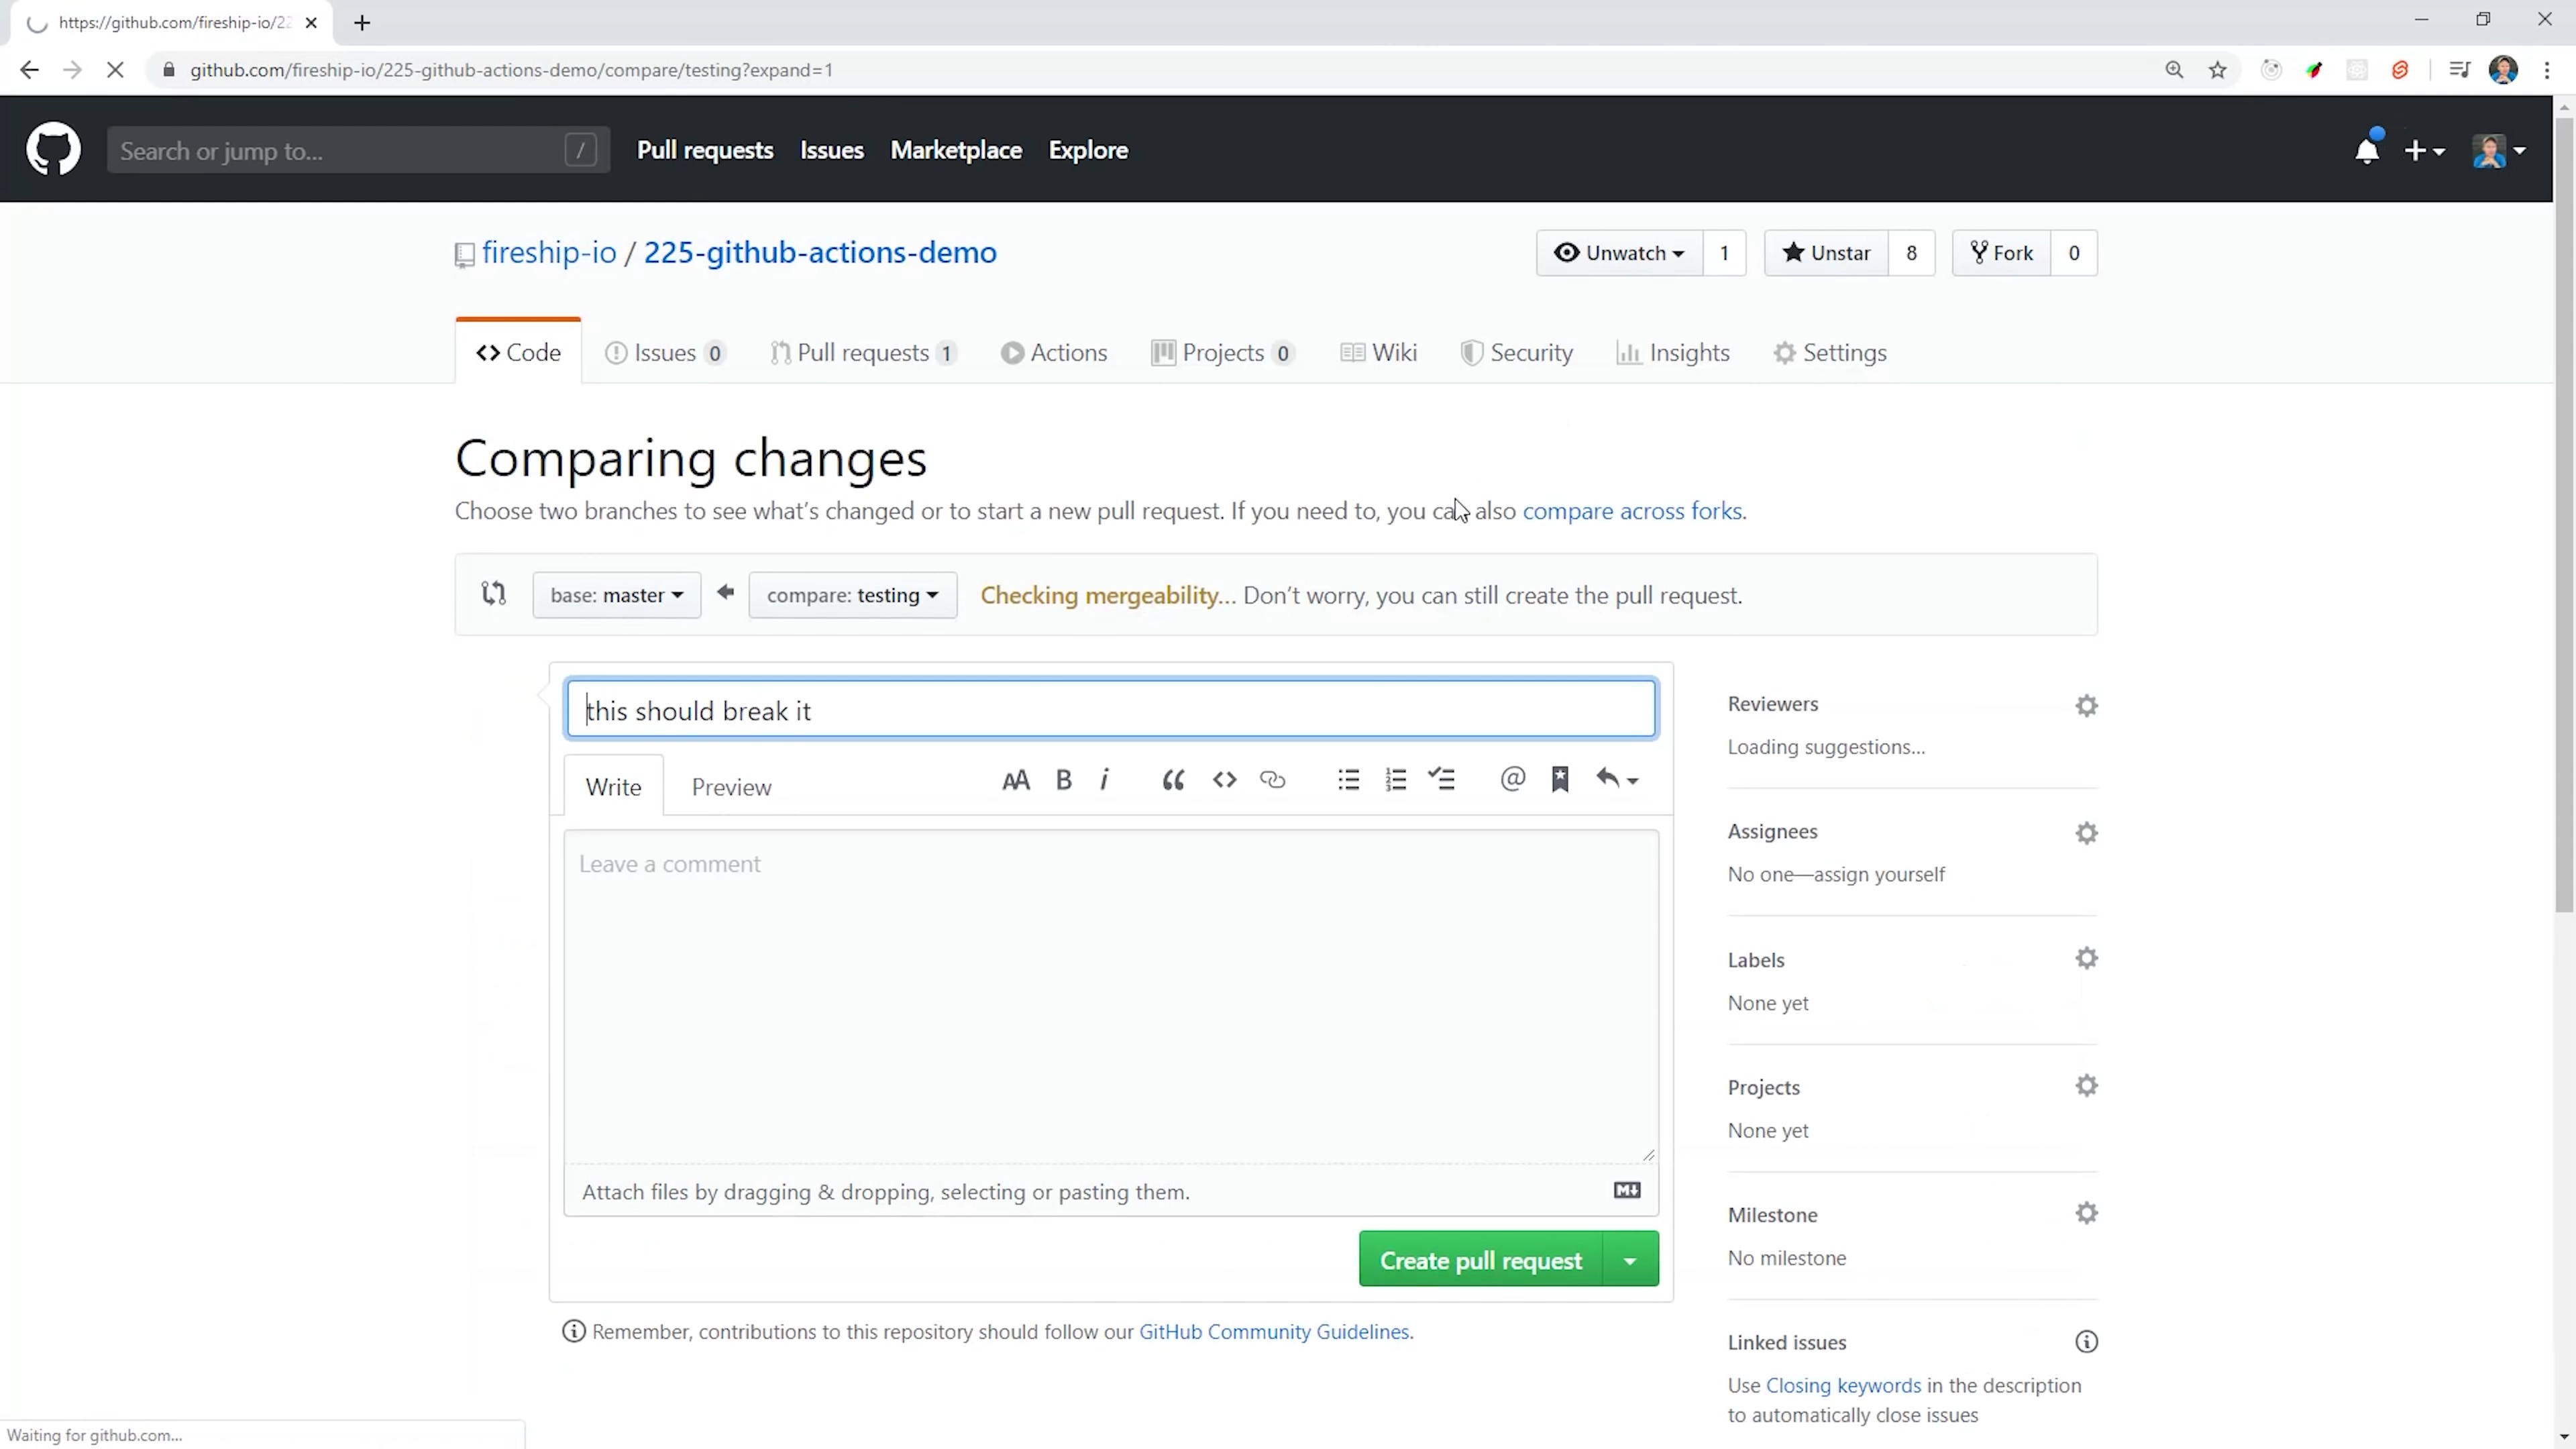 https://github.com/fireship-io/22
github.com/fireship-io/225-github-actions-demo/compare/testing?expand=1
Search or jump to... /
Pull requests Issues Marketplace Explore
fireship-io / 225-github-actions-demo
Unwatch 1 Unstar 8 Fork 0
Code Issues 0 Pull requests 1 Actions Projects 0 Wiki Security Insights Settings
Comparing changes
Choose two branches to see what's changed or to start a new pull request. If you need to, you can also compare across forks.
base: master compare: testing Checking mergeability... Don't worry, you can still create the pull request.
this should break it
Write Preview
Leave a comment
Attach files by dragging & dropping, selecting or pasting them.
Create pull request
Remember, contributions to this repository should follow our GitHub Community Guidelines.
Reviewers
Loading suggestions...
Assignees
No one—assign yourself
Labels
None yet
Projects
None yet
Milestone
No milestone
Linked issues
Use Closing keywords in the description
to automatically close issues
Waiting for github.com...